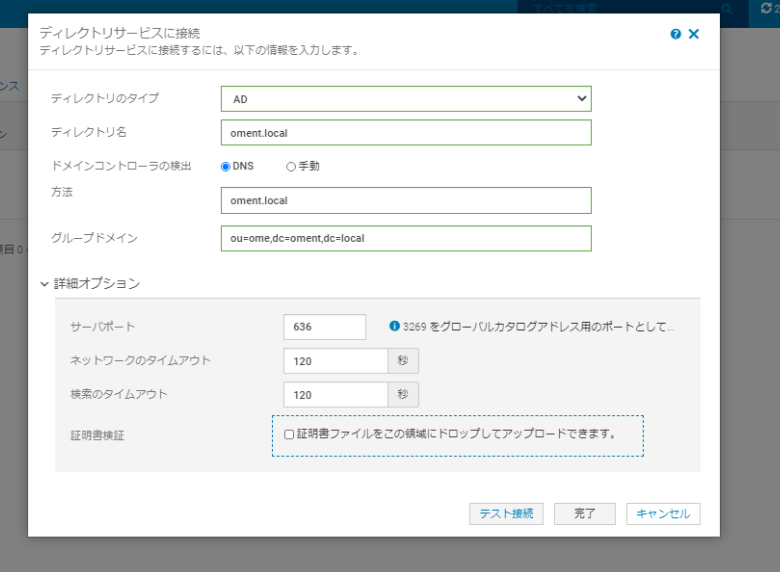 すべてを検索
ディレクトリサービスに接続
ディレクトリサービスに接続するには、以下の情報を入力します。
ンス
ディレクトリのタイプ
AD
ディレクトリ名
oment.local
ドメインコントローラの検出
方法
DNS
手動
oment.local
グループドメイン
ou=ome,dc=oment,dc=local
詳細オプション
サーバポート
636
3269 をグローバルカタログアドレス用のポートとして...
ネットワークのタイムアウト
120
秒
検索のタイムアウト
120
秒
証明書検証
証明書ファイルをこの領域にドロップしてアップロードできます。
テスト接続
完了
キャンセル